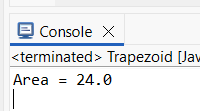 Console
<terminated> Trapezoid [Jav
Area = 24.0